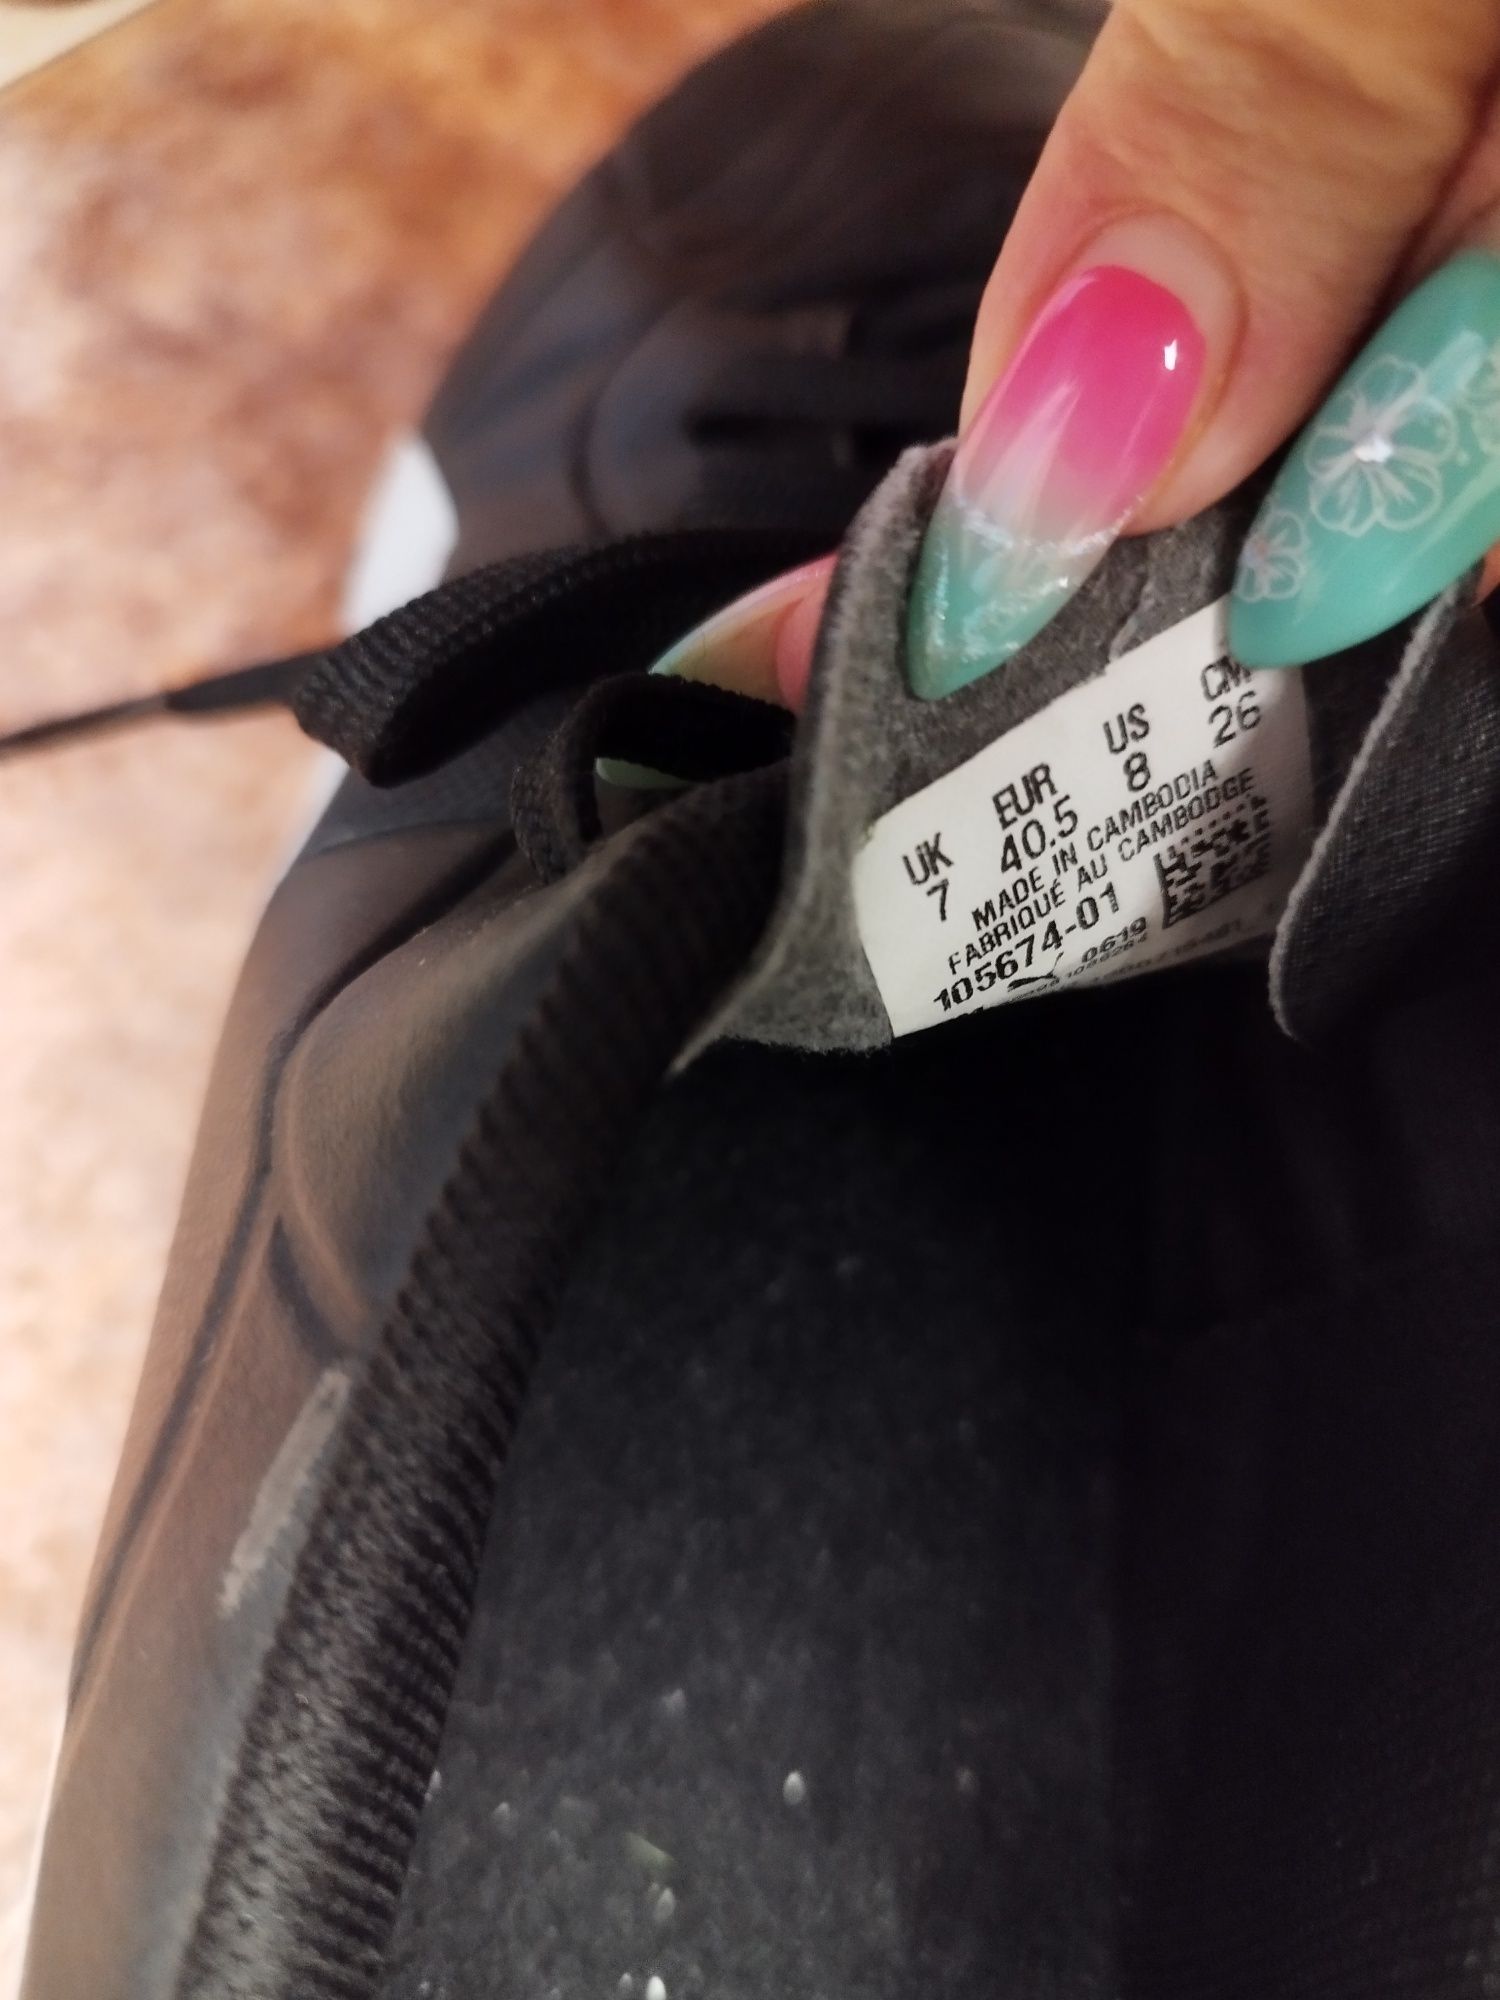 UK EUR US CM
7 40.5 8 26
MADE IN CAMBODIA
FABRIQUÉ AU CAMBODGE
105674-01
0619